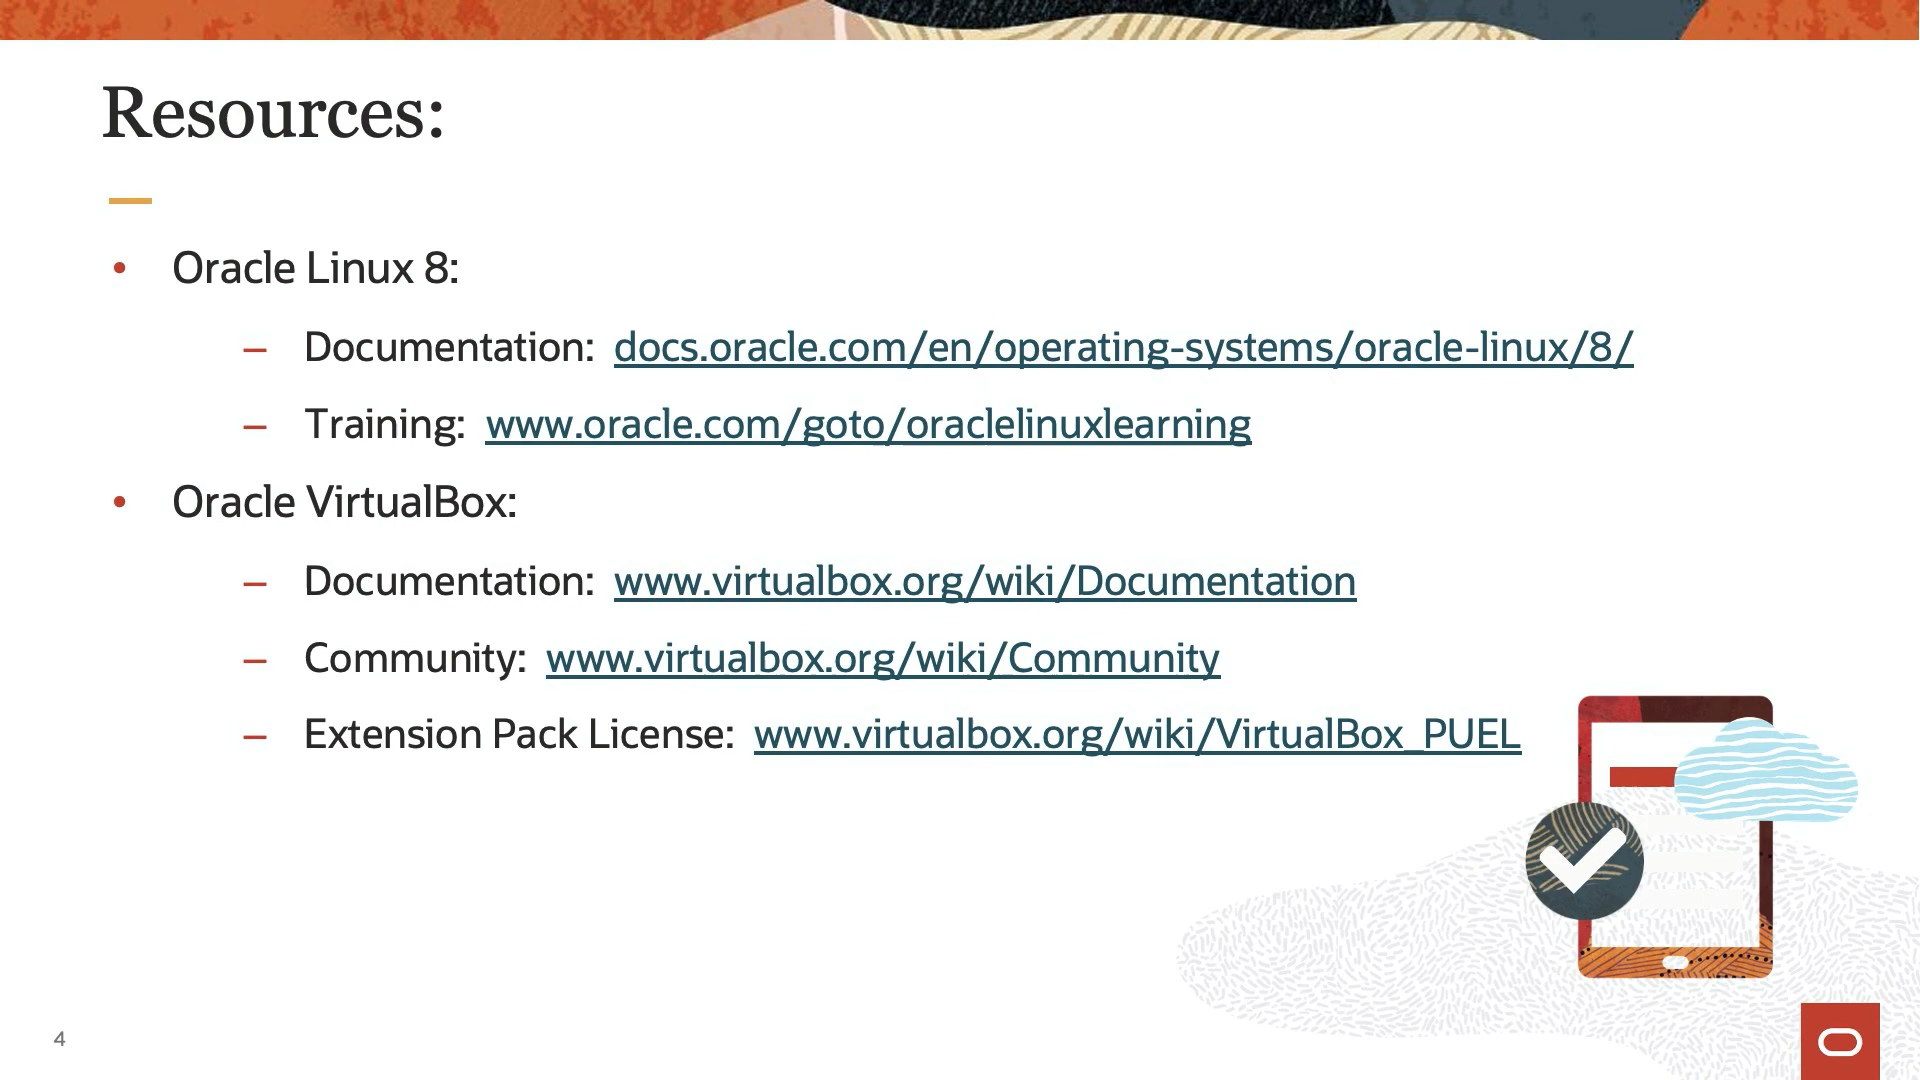 Resources:
• Oracle Linux 8:
– Documentation: docs.oracle.com/en/operating-systems/oracle-linux/8/
– Training: www.oracle.com/goto/oraclelinuxlearning
• Oracle VirtualBox:
– Documentation: www.virtualbox.org/wiki/Documentation
– Community: www.virtualbox.org/wiki/Community
– Extension Pack License: www.virtualbox.org/wiki/VirtualBox_PUEL
4